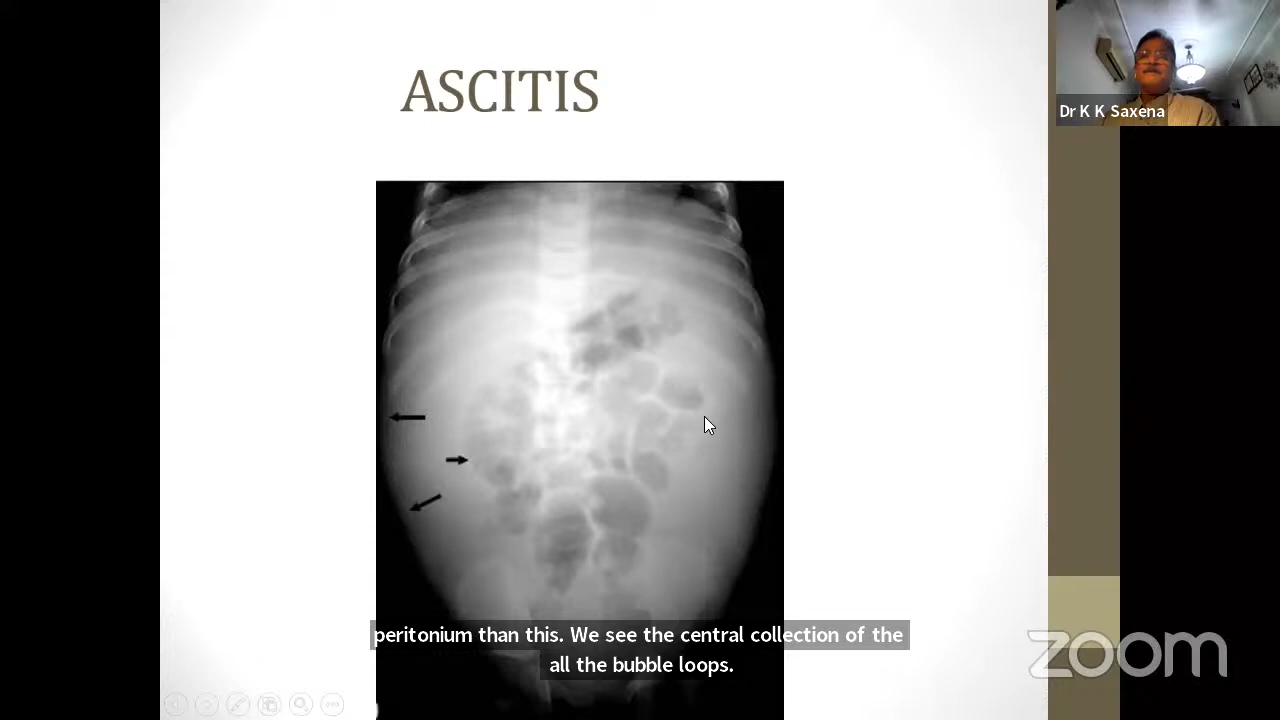 ASCITIS
Dr K K Saxena
peritonium than this. We see the central collection of the
all the bubble loops.
zoom